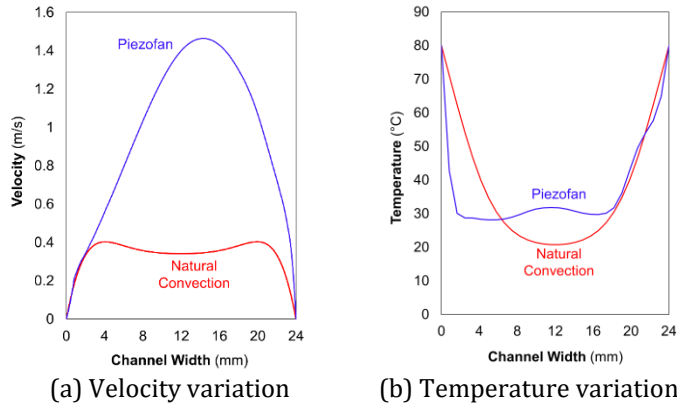 1.6
1.4
1.2
1
0.8
0.6
0.4
0.2
0
Velocity (m/s)
Piezofan
Natural
Convection
0 4 8 12 16 20 24
Channel Width (mm)
(a) Velocity variation
90
80
70
60
50
40
30
20
10
0
Temperature (°C)
Piezofan
Natural
Convection
0 4 8 12 16 20 24
Channel Width (mm)
(b) Temperature variation